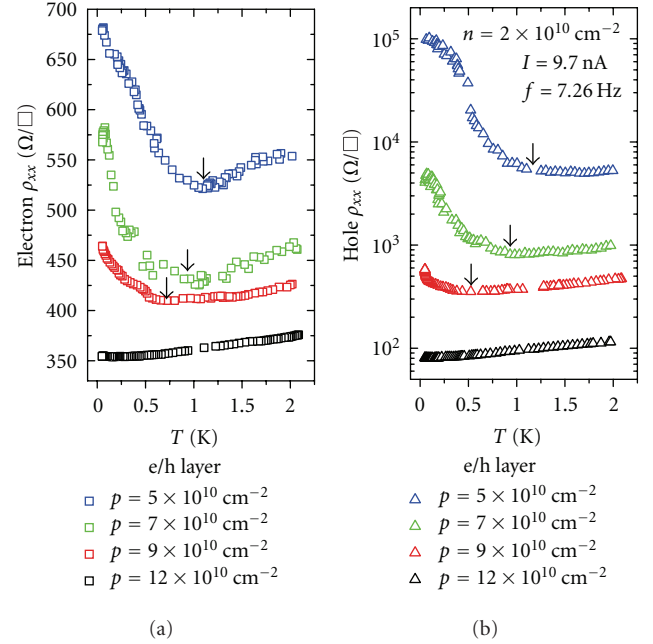 700
650
600
550
500
450
400
350
Electron ρxx (Ω/□)
0 0.5 1 1.5 2
T (K)
e/h layer
p = 5 × 10^10 cm^−2
p = 7 × 10^10 cm^−2
p = 9 × 10^10 cm^−2
p = 12 × 10^10 cm^−2
(a)
n = 2 × 10^10 cm^−2
I = 9.7 nA
f = 7.26 Hz
10^5
10^4
10^3
10^2
Hole ρxx (Ω/□)
0 0.5 1 1.5 2
T (K)
e/h layer
p = 5 × 10^10 cm^−2
p = 7 × 10^10 cm^−2
p = 9 × 10^10 cm^−2
p = 12 × 10^10 cm^−2
(b)